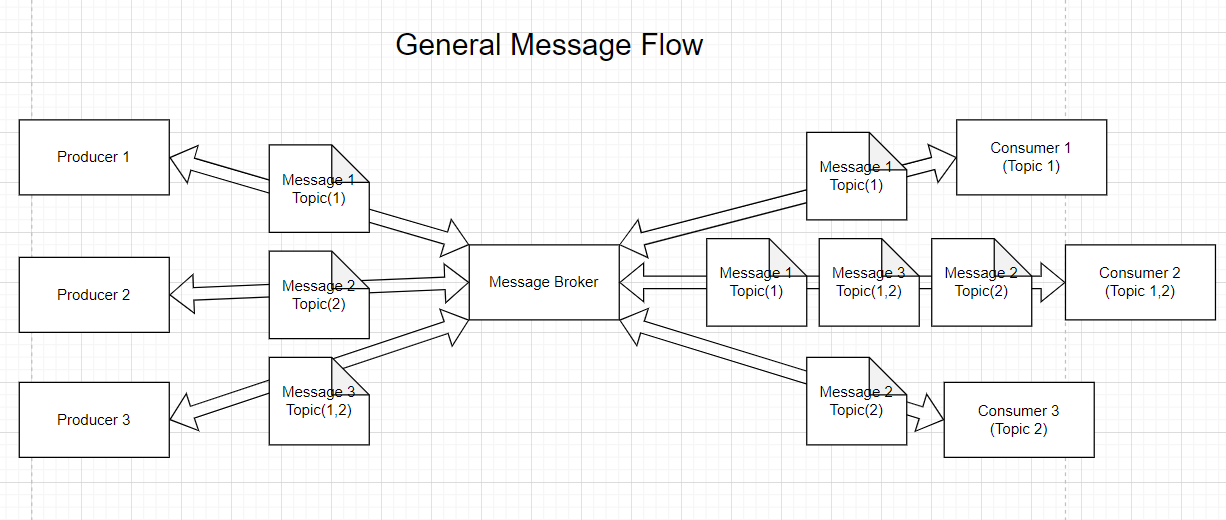 General Message Flow
Producer 1
Message 1
Topic(1)
Producer 2
Message 2
Topic(2)
Producer 3
Message 3
Topic(1,2)
Message Broker
Message 1
Topic(1)
Consumer 1
(Topic 1)
Message 1
Topic(1)
Message 3
Topic(1,2)
Message 2
Topic(2)
Consumer 2
(Topic 1,2)
Message 2
Topic(2)
Consumer 3
(Topic 2)